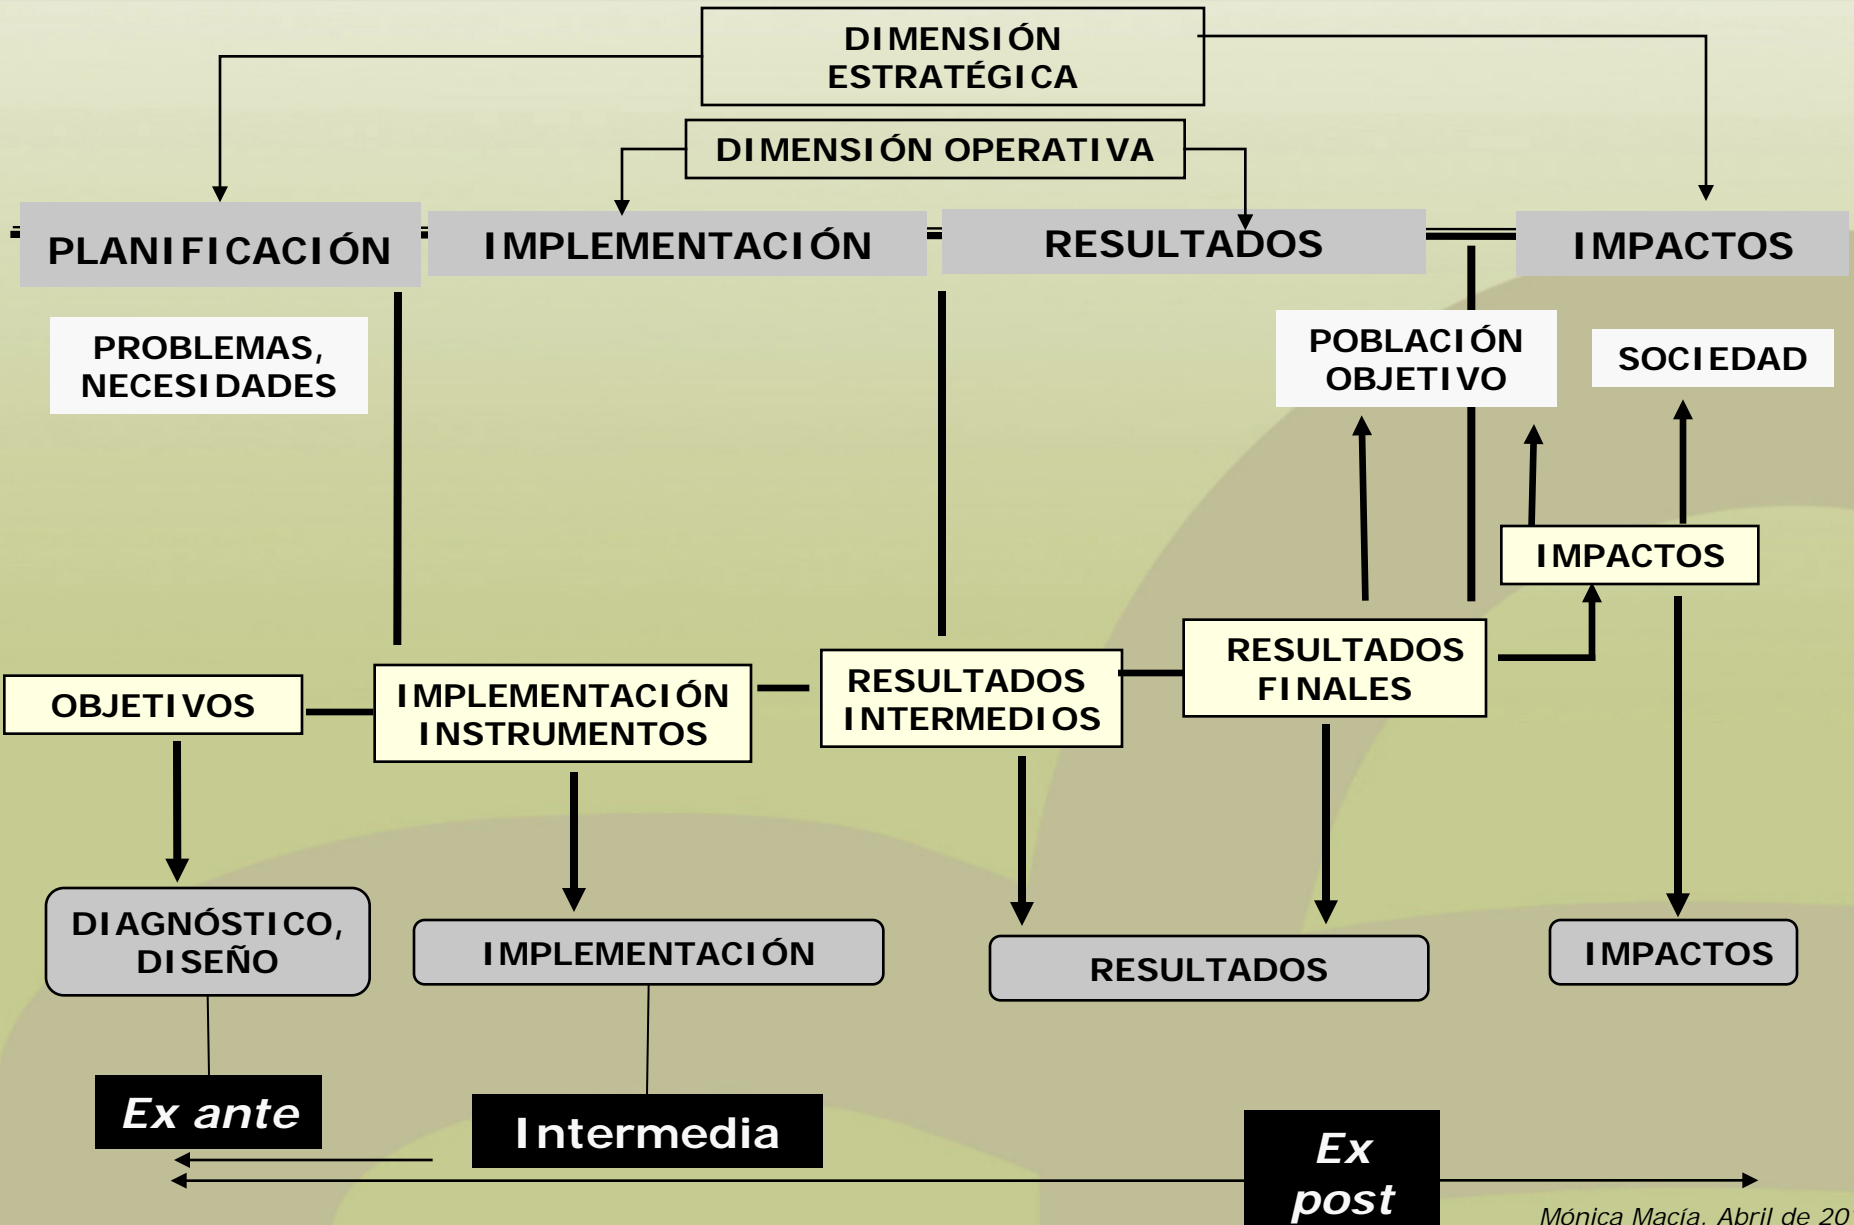 DIMENSIÓN
ESTRATÉGICA
DIMENSIÓN OPERATIVA
PLANIFICACIÓN
IMPLEMENTACIÓN
RESULTADOS
IMPACTOS
PROBLEMAS,
NECESIDADES
POBLACIÓN
OBJETIVO
SOCIEDAD
IMPACTOS
OBJETIVOS
IMPLEMENTACIÓN
INSTRUMENTOS
RESULTADOS
INTERMEDIOS
RESULTADOS
FINALES
DIAGNÓSTICO,
DISEÑO
IMPLEMENTACIÓN
RESULTADOS
IMPACTOS
Ex ante
Intermedia
Ex
post
Mónica Macía, Abril de